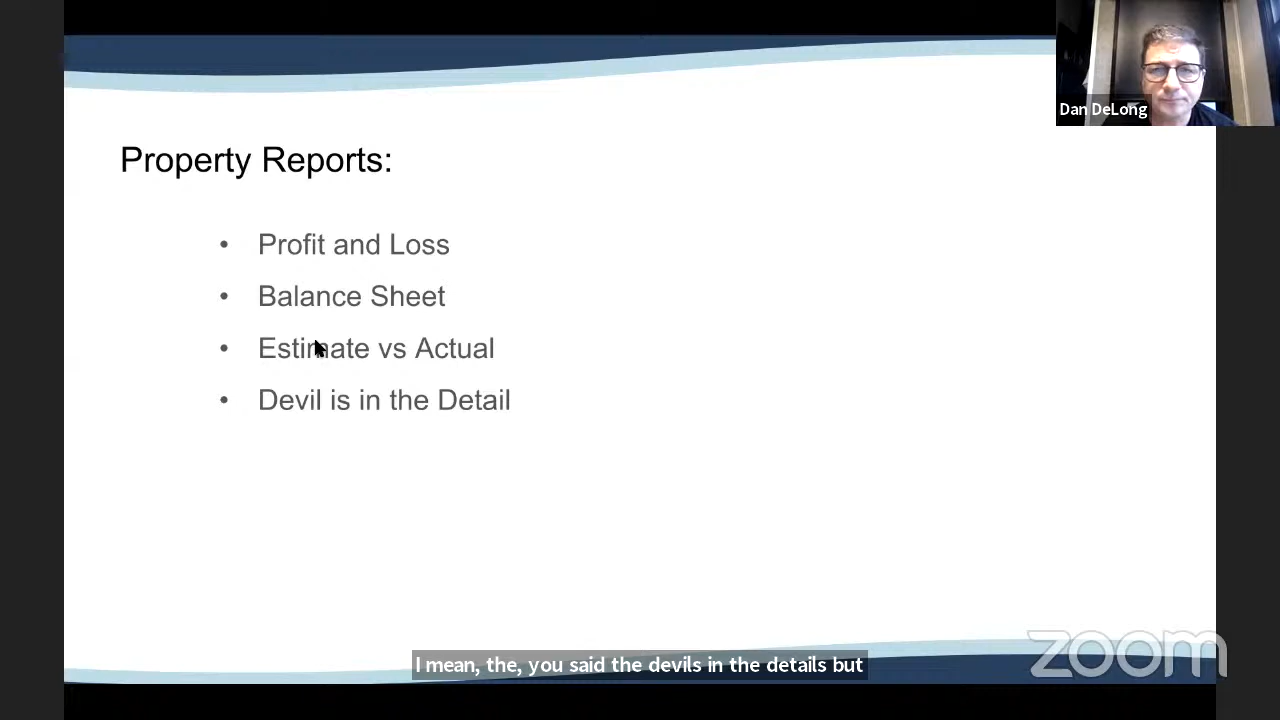 Dan DeLong
Property Reports:
• Profit and Loss
• Balance Sheet
• Estimate vs Actual
• Devil is in the Detail
I mean, the, you said the devils in the details but
zoom